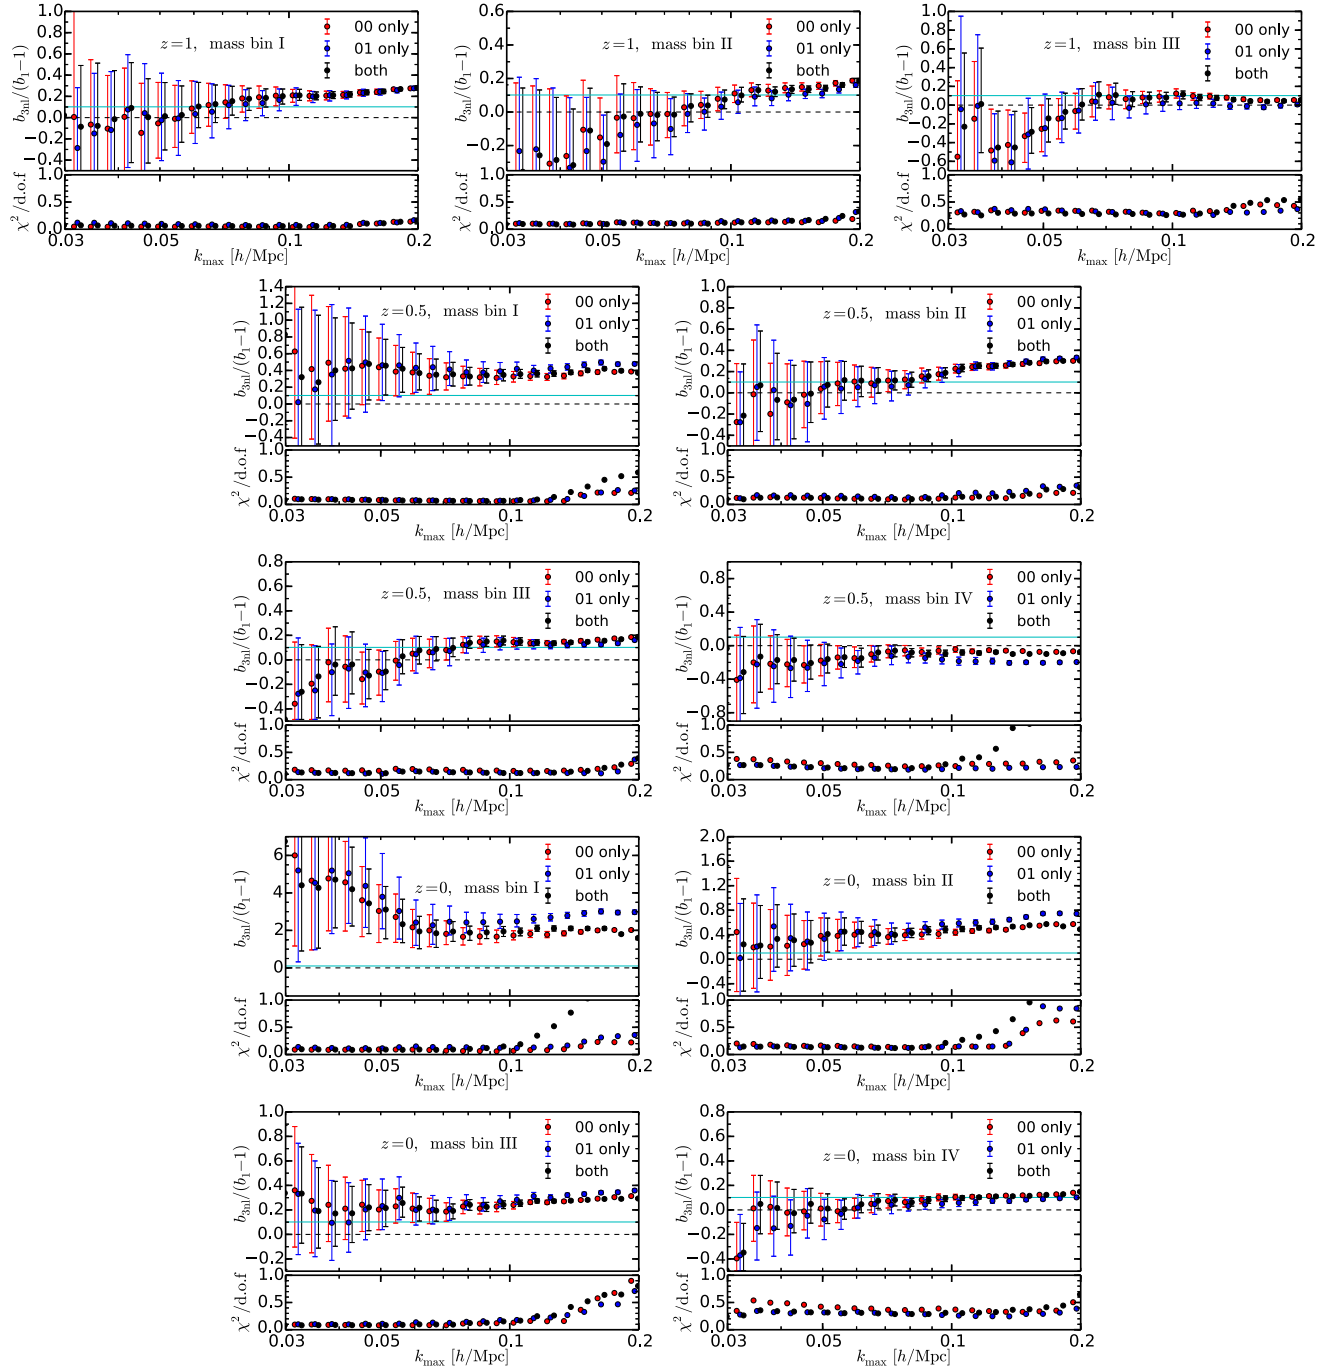 z=1, mass bin I
00 only
01 only
both
b3nl/(b1−1)
1.0
0.8
0.6
0.4
0.2
0.0
−0.2
−0.4
χ²/d.o.f
1.0
0.5
0.0
0.03 0.05 0.1 0.2
kmax [h/Mpc]
z=1, mass bin II
00 only
01 only
both
0.6
0.4
0.2
0.0
−0.2
1.0
0.5
0.0
0.03 0.05 0.1 0.2
kmax [h/Mpc]
z=1, mass bin III
00 only
01 only
both
b3nl/(b1−1)
1.0
0.8
0.6
0.4
0.2
0.0
−0.2
−0.4
−0.6
χ²/d.o.f
1.0
0.5
0.0
0.03 0.05 0.1 0.2
kmax [h/Mpc]
z=0.5, mass bin I
00 only
01 only
both
b3nl/(b1−1)
1.4
1.2
1.0
0.8
0.6
0.4
0.2
0.0
−0.2
−0.4
χ²/d.o.f
1.0
0.5
0.0
0.03 0.05 0.1 0.2
kmax [h/Mpc]
z=0.5, mass bin II
00 only
01 only
both
b3nl/(b1−1)
1.0
0.8
0.6
0.4
0.2
0.0
−0.2
−0.4
χ²/d.o.f
1.0
0.5
0.0
0.03 0.05 0.1 0.2
kmax [h/Mpc]
z=0.5, mass bin III
00 only
01 only
both
b3nl/(b1−1)
0.8
0.6
0.4
0.2
0.0
−0.2
−0.4
χ²/d.o.f
1.0
0.5
0.0
0.03 0.05 0.1 0.2
kmax [h/Mpc]
z=0.5, mass bin IV
00 only
01 only
both
b3nl/(b1−1)
0.8
0.4
0.0
−0.4
−0.8
χ²/d.o.f
1.0
0.5
0.0
0.03 0.05 0.1 0.2
kmax [h/Mpc]
z=0, mass bin I
00 only
01 only
both
b3nl/(b1−1)
6
4
2
0
χ²/d.o.f
1.0
0.5
0.0
0.03 0.05 0.1 0.2
kmax [h/Mpc]
z=0, mass bin II
00 only
01 only
both
b3nl/(b1−1)
2.0
1.6
1.2
0.8
0.4
0.0
−0.4
χ²/d.o.f
1.0
0.5
0.0
0.03 0.05 0.1 0.2
kmax [h/Mpc]
z=0, mass bin III
00 only
01 only
both
b3nl/(b1−1)
1.0
0.8
0.6
0.4
0.2
0.0
−0.2
χ²/d.o.f
1.0
0.5
0.0
0.03 0.05 0.1 0.2
kmax [h/Mpc]
z=0, mass bin IV
00 only
01 only
both
b3nl/(b1−1)
0.8
0.6
0.4
0.2
0.0
−0.2
−0.4
χ²/d.o.f
1.0
0.5
0.0
0.03 0.05 0.1 0.2
kmax [h/Mpc]